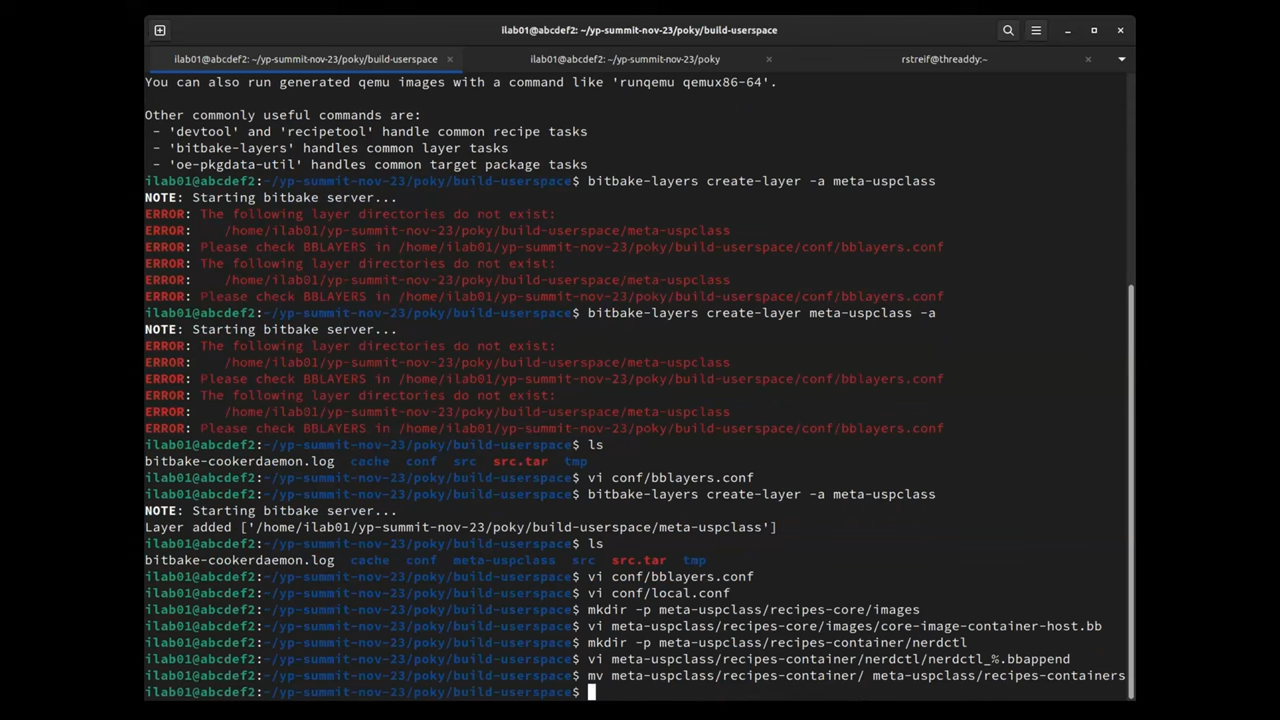 ilab01@abcdef2: ~/yp-summit-nov-23/poky/build-userspace
ilab01@abcdef2: ~/yp-summit-nov-23/poky/build-userspace × ilab01@abcdef2: ~/yp-summit-nov-23/poky × rstreif@threaddy:~ ×
You can also run generated qemu images with a command like 'runqemu qemux86-64'.
Other commonly useful commands are:
- 'devtool' and 'recipetool' handle common recipe tasks
- 'bitbake-layers' handles common layer tasks
- 'oe-pkgdata-util' handles common target package tasks
ilab01@abcdef2:~/yp-summit-nov-23/poky/build-userspace$ bitbake-layers create-layer -a meta-uspclass
NOTE: Starting bitbake server...
ERROR: The following layer directories do not exist:
ERROR:    /home/ilab01/yp-summit-nov-23/poky/build-userspace/meta-uspclass
ERROR: Please check BBLAYERS in /home/ilab01/yp-summit-nov-23/poky/build-userspace/conf/bblayers.conf
ERROR: The following layer directories do not exist:
ERROR:    /home/ilab01/yp-summit-nov-23/poky/build-userspace/meta-uspclass
ERROR: Please check BBLAYERS in /home/ilab01/yp-summit-nov-23/poky/build-userspace/conf/bblayers.conf
ilab01@abcdef2:~/yp-summit-nov-23/poky/build-userspace$ bitbake-layers create-layer meta-uspclass -a
NOTE: Starting bitbake server...
ERROR: The following layer directories do not exist:
ERROR:    /home/ilab01/yp-summit-nov-23/poky/build-userspace/meta-uspclass
ERROR: Please check BBLAYERS in /home/ilab01/yp-summit-nov-23/poky/build-userspace/conf/bblayers.conf
ERROR: The following layer directories do not exist:
ERROR:    /home/ilab01/yp-summit-nov-23/poky/build-userspace/meta-uspclass
ERROR: Please check BBLAYERS in /home/ilab01/yp-summit-nov-23/poky/build-userspace/conf/bblayers.conf
ilab01@abcdef2:~/yp-summit-nov-23/poky/build-userspace$ ls
bitbake-cookerdaemon.log  cache  conf  src  src.tar  tmp
ilab01@abcdef2:~/yp-summit-nov-23/poky/build-userspace$ vi conf/bblayers.conf
ilab01@abcdef2:~/yp-summit-nov-23/poky/build-userspace$ bitbake-layers create-layer -a meta-uspclass
NOTE: Starting bitbake server...
Layer added ['/home/ilab01/yp-summit-nov-23/poky/build-userspace/meta-uspclass']
ilab01@abcdef2:~/yp-summit-nov-23/poky/build-userspace$ ls
bitbake-cookerdaemon.log  cache  conf  meta-uspclass  src  src.tar  tmp
ilab01@abcdef2:~/yp-summit-nov-23/poky/build-userspace$ vi conf/bblayers.conf
ilab01@abcdef2:~/yp-summit-nov-23/poky/build-userspace$ vi conf/local.conf
ilab01@abcdef2:~/yp-summit-nov-23/poky/build-userspace$ mkdir -p meta-uspclass/recipes-core/images
ilab01@abcdef2:~/yp-summit-nov-23/poky/build-userspace$ vi meta-uspclass/recipes-core/images/core-image-container-host.bb
ilab01@abcdef2:~/yp-summit-nov-23/poky/build-userspace$ mkdir -p meta-uspclass/recipes-container/nerdctl
ilab01@abcdef2:~/yp-summit-nov-23/poky/build-userspace$ vi meta-uspclass/recipes-container/nerdctl/nerdctl_%.bbappend
ilab01@abcdef2:~/yp-summit-nov-23/poky/build-userspace$ mv meta-uspclass/recipes-container/ meta-uspclass/recipes-containers
ilab01@abcdef2:~/yp-summit-nov-23/poky/build-userspace$